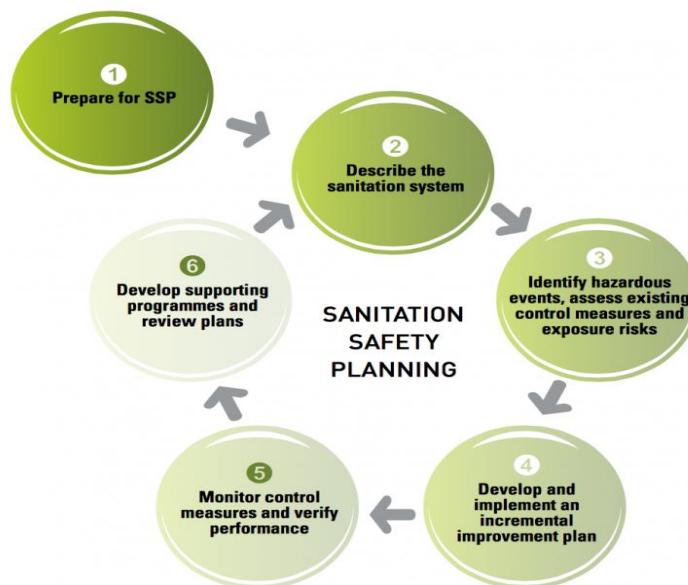 1
Prepare for SSP
2
Describe the
sanitation system
3
Identify hazardous
events, assess existing
control measures and
exposure risks
4
Develop and
implement an
incremental
improvement plan
5
Monitor control
measures and verify
performance
6
Develop supporting
programmes and
review plans
SANITATION
SAFETY
PLANNING